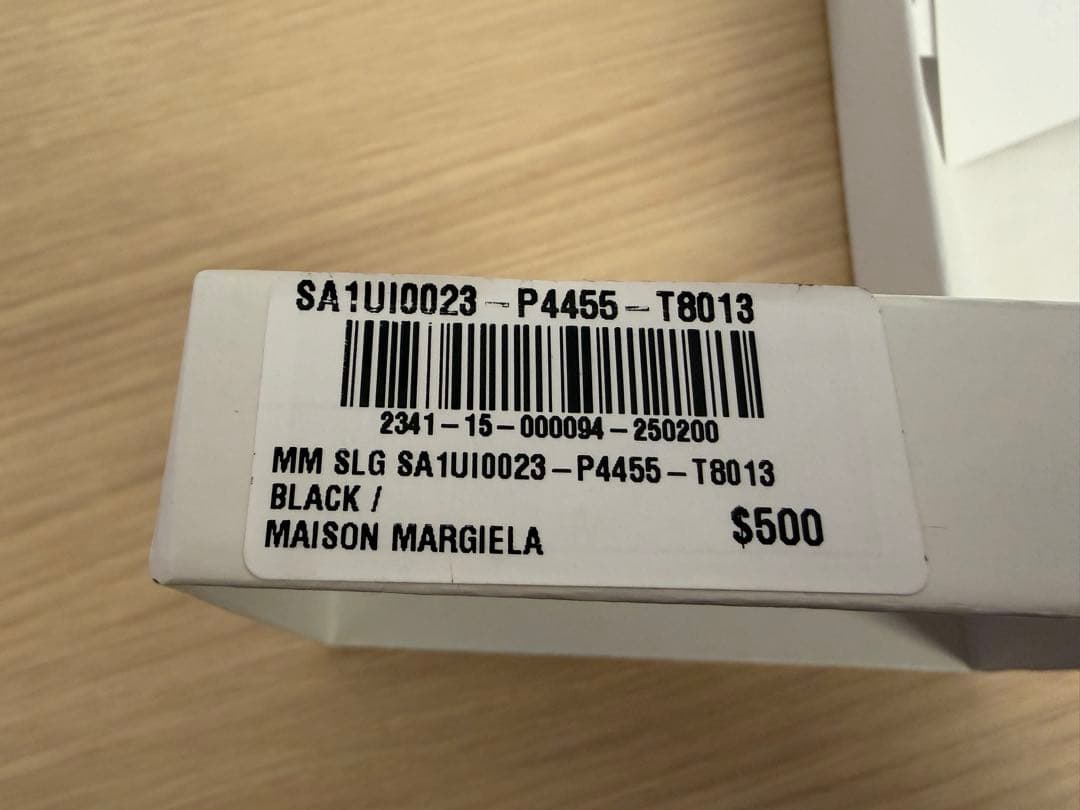 SA1UI0023-P4455-T8013
2341-15-000094-250200
MM SLG SA1UI0023-P4455-T8013
BLACK /
MAISON MARGIELA
$500